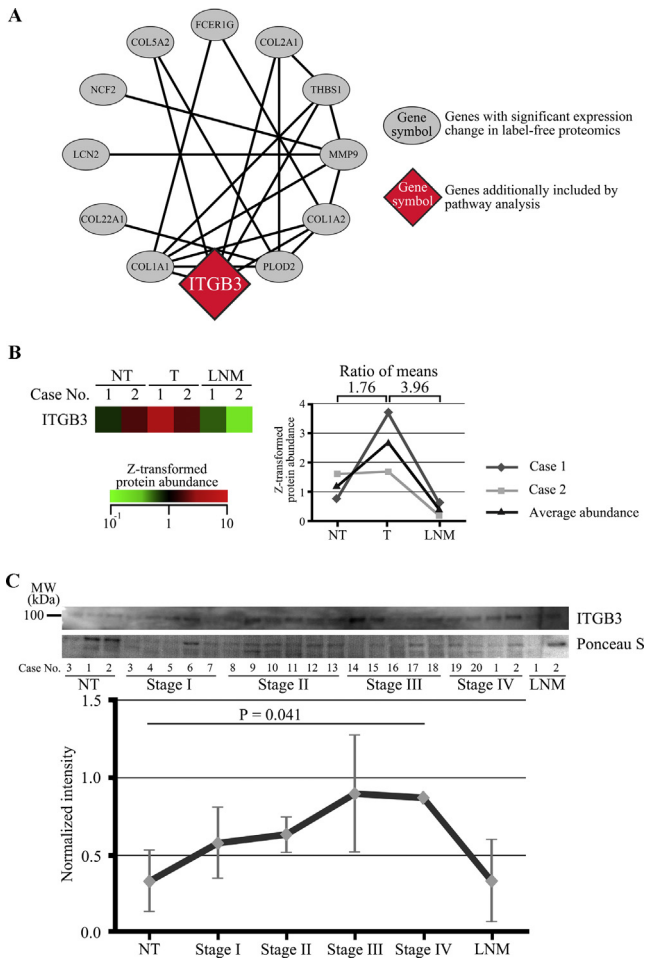 A
FCER1G
COL5A2
COL2A1
NCF2
THBS1
LCN2
MMP9
COL22A1
COL1A2
COL1A1
PLOD2
ITGB3
Gene symbol
Genes with significant expression
change in label-free proteomics
Gene symbol
Genes additionally included by
pathway analysis
B
NT T LNM
Case No. 1 2 1 2 1 2
ITGB3
Z-transformed
protein abundance
10-1 1 10
Ratio of means
1.76 3.96
Z-transformed
protein abundance
4
3
2
1
0
NT T LNM
Case 1
Case 2
Average abundance
C
MW
(kDa)
100
ITGB3
Ponceau S
Case No. 3 1 2 3 4 5 6 7 8 9 10 11 12 13 14 15 16 17 18 19 20 1 2 1 2
NT Stage I Stage II Stage III Stage IV LNM
Normalized intensity
1.5
1.0
0.5
0.0
P = 0.041
NT Stage I Stage II Stage III Stage IV LNM